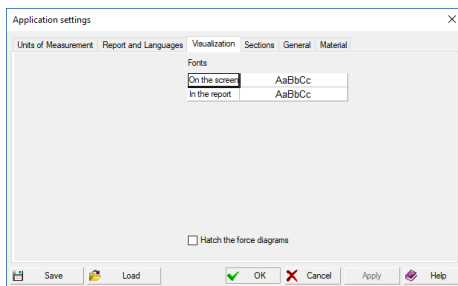 Application settings
Units of Measurement Report and Languages Visualization Sections General Material
Fonts
On the screen AaBbCc
In the report AaBbCc
Hatch the force diagrams
Save Load OK Cancel Apply Help